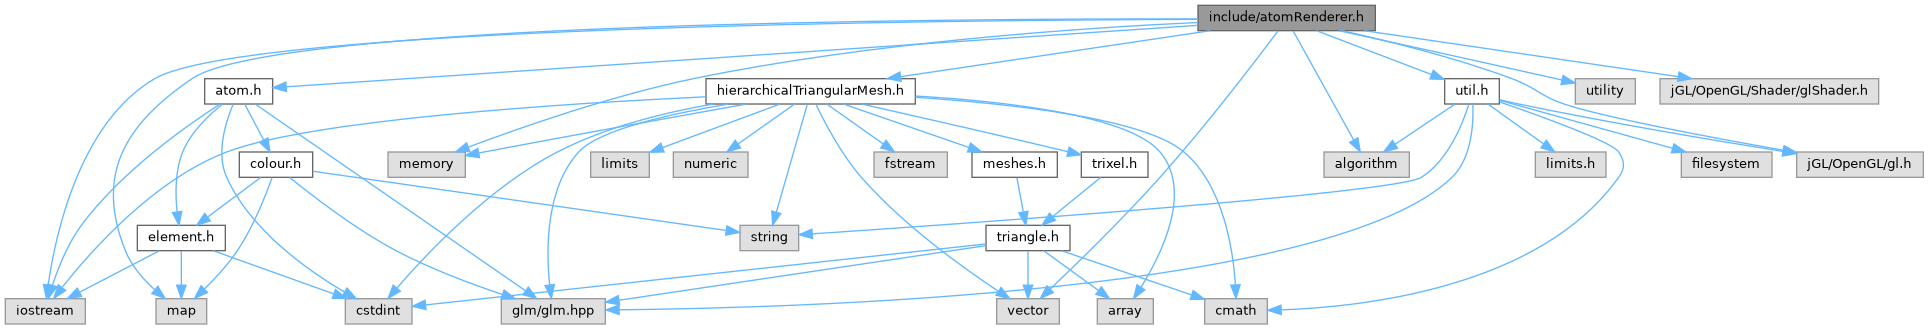 include/atomRenderer.h
atom.h
hierarchicalTriangularMesh.h
util.h
utility
jGL/OpenGL/Shader/glShader.h
colour.h
memory
limits
numeric
fstream
meshes.h
trixel.h
algorithm
limits.h
filesystem
jGL/OpenGL/gl.h
element.h
string
triangle.h
iostream
map
cstdint
glm/glm.hpp
vector
array
cmath